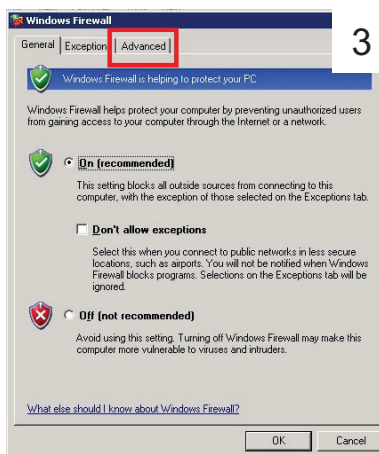 Windows Firewall
General Exception Advanced
3
Windows Firewall is helping to protect your PC
Windows Firewall helps protect your computer by preventing unauthorized users
from gaining access to your computer through the Internet or a network.
On (recommended)
This setting blocks all outside sources from connecting to this
computer, with the exception of those selected on the Exceptions tab.
Don't allow exceptions
Select this when you connect to public networks in less secure
locations, such as airports. You will not be notified when Windows
Firewall blocks programs. Selections on the Exceptions tab will be
ignored.
Off (not recommended)
Avoid using this setting. Turning off Windows Firewall may make this
computer more vulnerable to viruses and intruders.
What else should I know about Windows Firewall?
OK Cancel